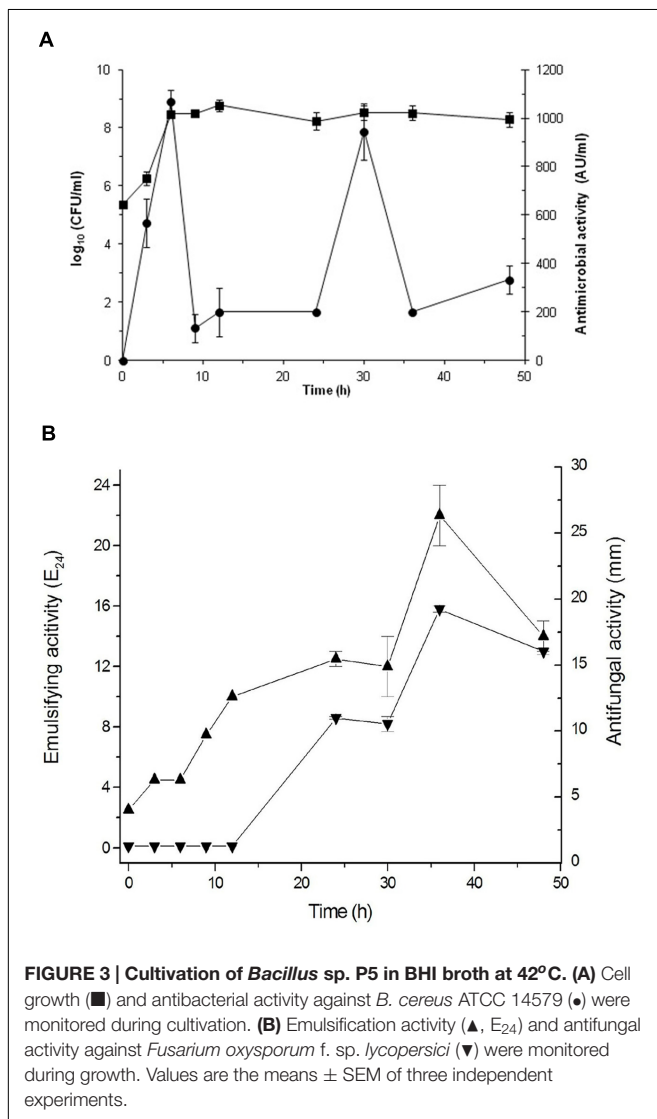 A
10
8
6
4
2
0
log10 (CFU/ml)
1200
1000
800
600
400
200
0
Antimicrobial activity (AU/ml)
0 10 20 30 40 50
Time (h)
B
24
20
16
12
8
4
0
Emulsifying acitivity (E24)
30
25
20
15
10
5
0
Antifungal activity (mm)
0 10 20 30 40 50
Time (h)
FIGURE 3 | Cultivation of Bacillus sp. P5 in BHI broth at 42ºC. (A) Cell
growth (■) and antibacterial activity against B. cereus ATCC 14579 (●) were
monitored during cultivation. (B) Emulsification activity (▲, E24) and antifungal
activity against Fusarium oxysporum f. sp. lycopersici (▼) were monitored
during growth. Values are the means ± SEM of three independent
experiments.